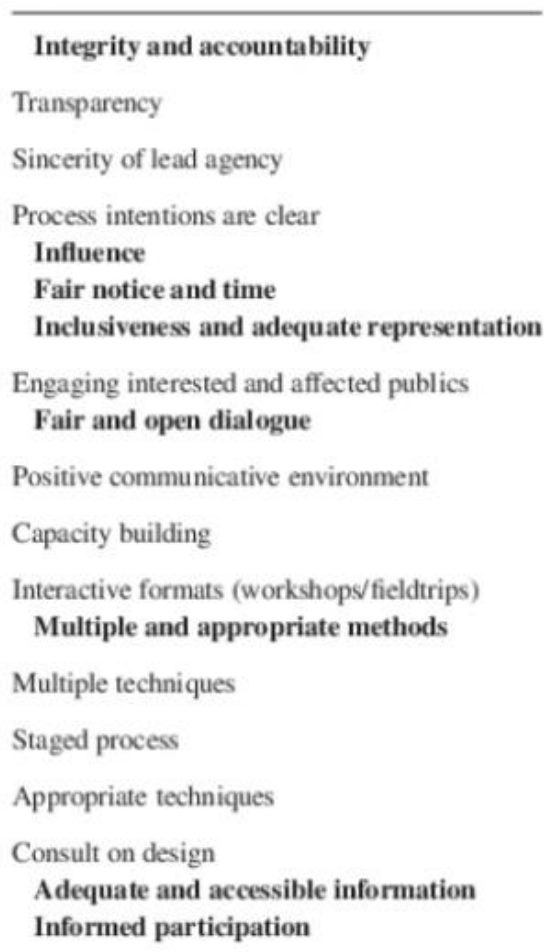 Integrity and accountability
Transparency
Sincerity of lead agency
Process intentions are clear
Influence
Fair notice and time
Inclusiveness and adequate representation
Engaging interested and affected publics
Fair and open dialogue
Positive communicative environment
Capacity building
Interactive formats (workshops/fieldtrips)
Multiple and appropriate methods
Multiple techniques
Staged process
Appropriate techniques
Consult on design
Adequate and accessible information
Informed participation